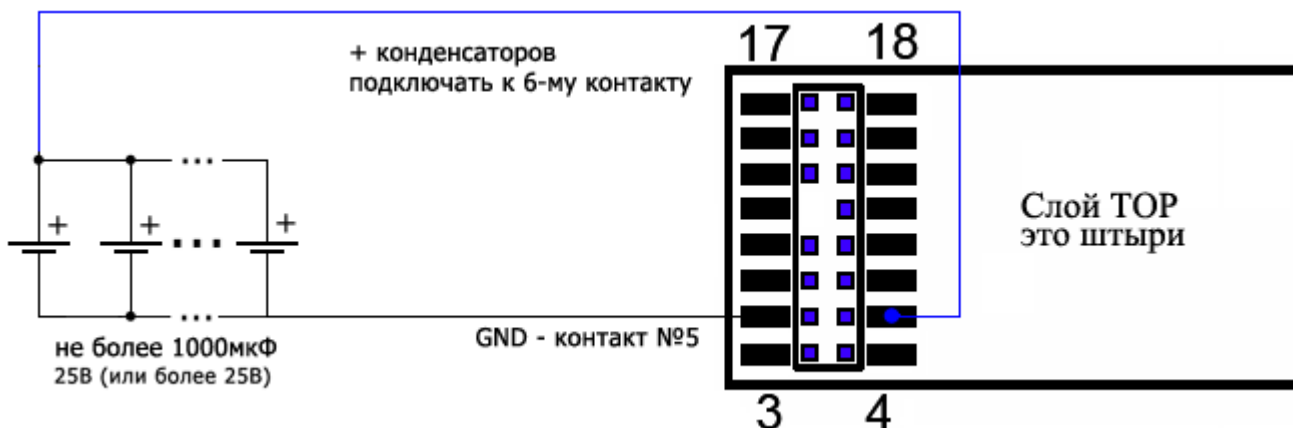 17
18
+ конденсаторов
подключать к 6-му контакту
...
+
+
...
+
Слой TOP
это штыри
...
GND - контакт №5
не более 1000мкФ
25В (или более 25В)
3
4